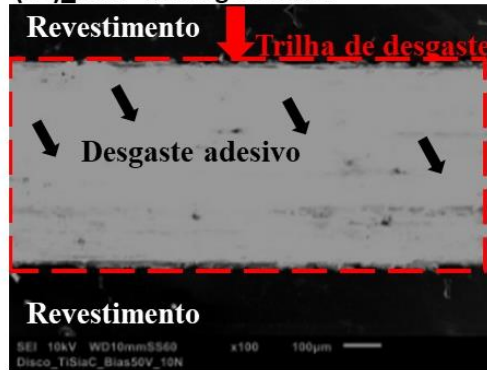 Revestimento
Trilha de desgaste
Desgaste adesivo
Revestimento
SEI 10kV WD10mmSS60 x100 100µm
Disco_TiSiaC_Bias50V_10N